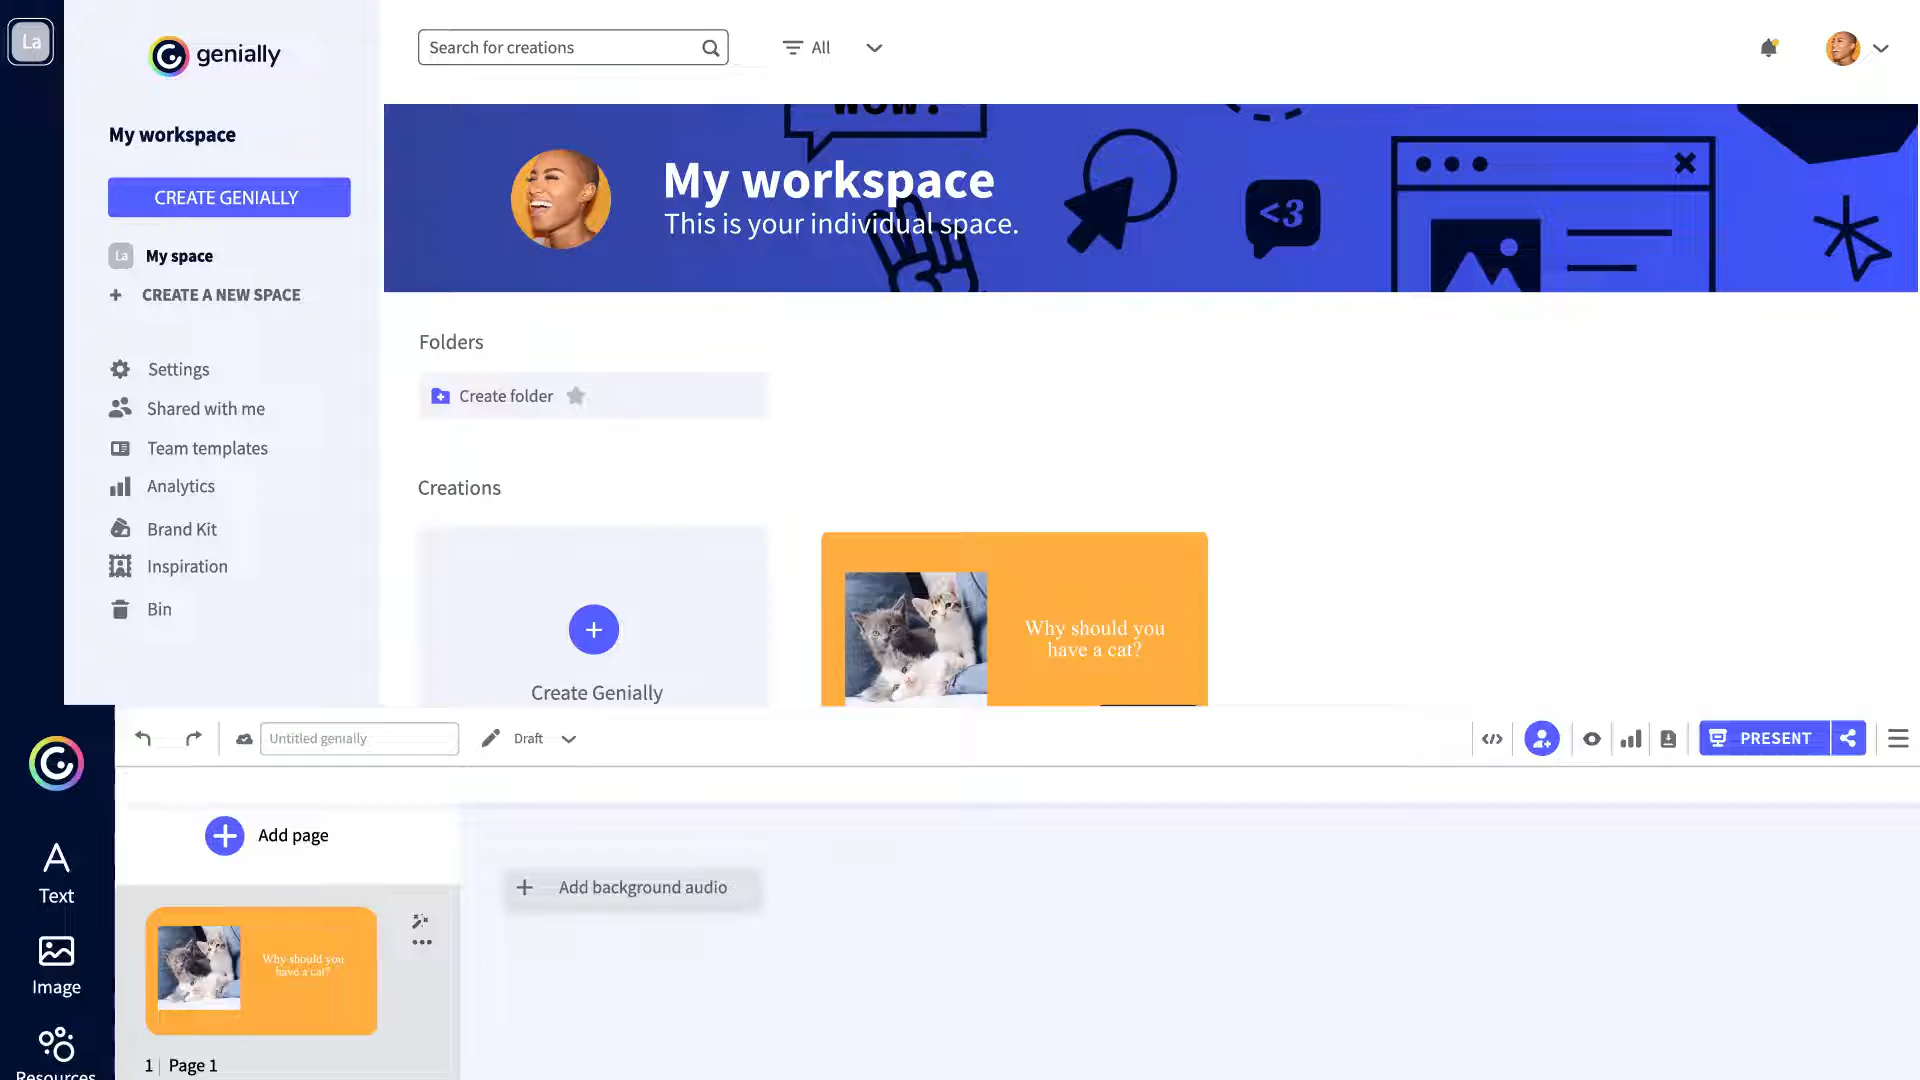 La
genially
Search for creations
All
My workspace
WOW!
My workspace
This is your individual space.
<3
CREATE GENIALLY
La My space
+ CREATE A NEW SPACE
Folders
Create folder
Settings
Shared with me
Team templates
Analytics
Brand Kit
Inspiration
Bin
Creations
Create Genially
Why should you
have a cat?
Untitled genially
Draft
</>
PRESENT
Add page
Add background audio
Text
Image
Resources
Why should you
have a cat?
1 | Page 1